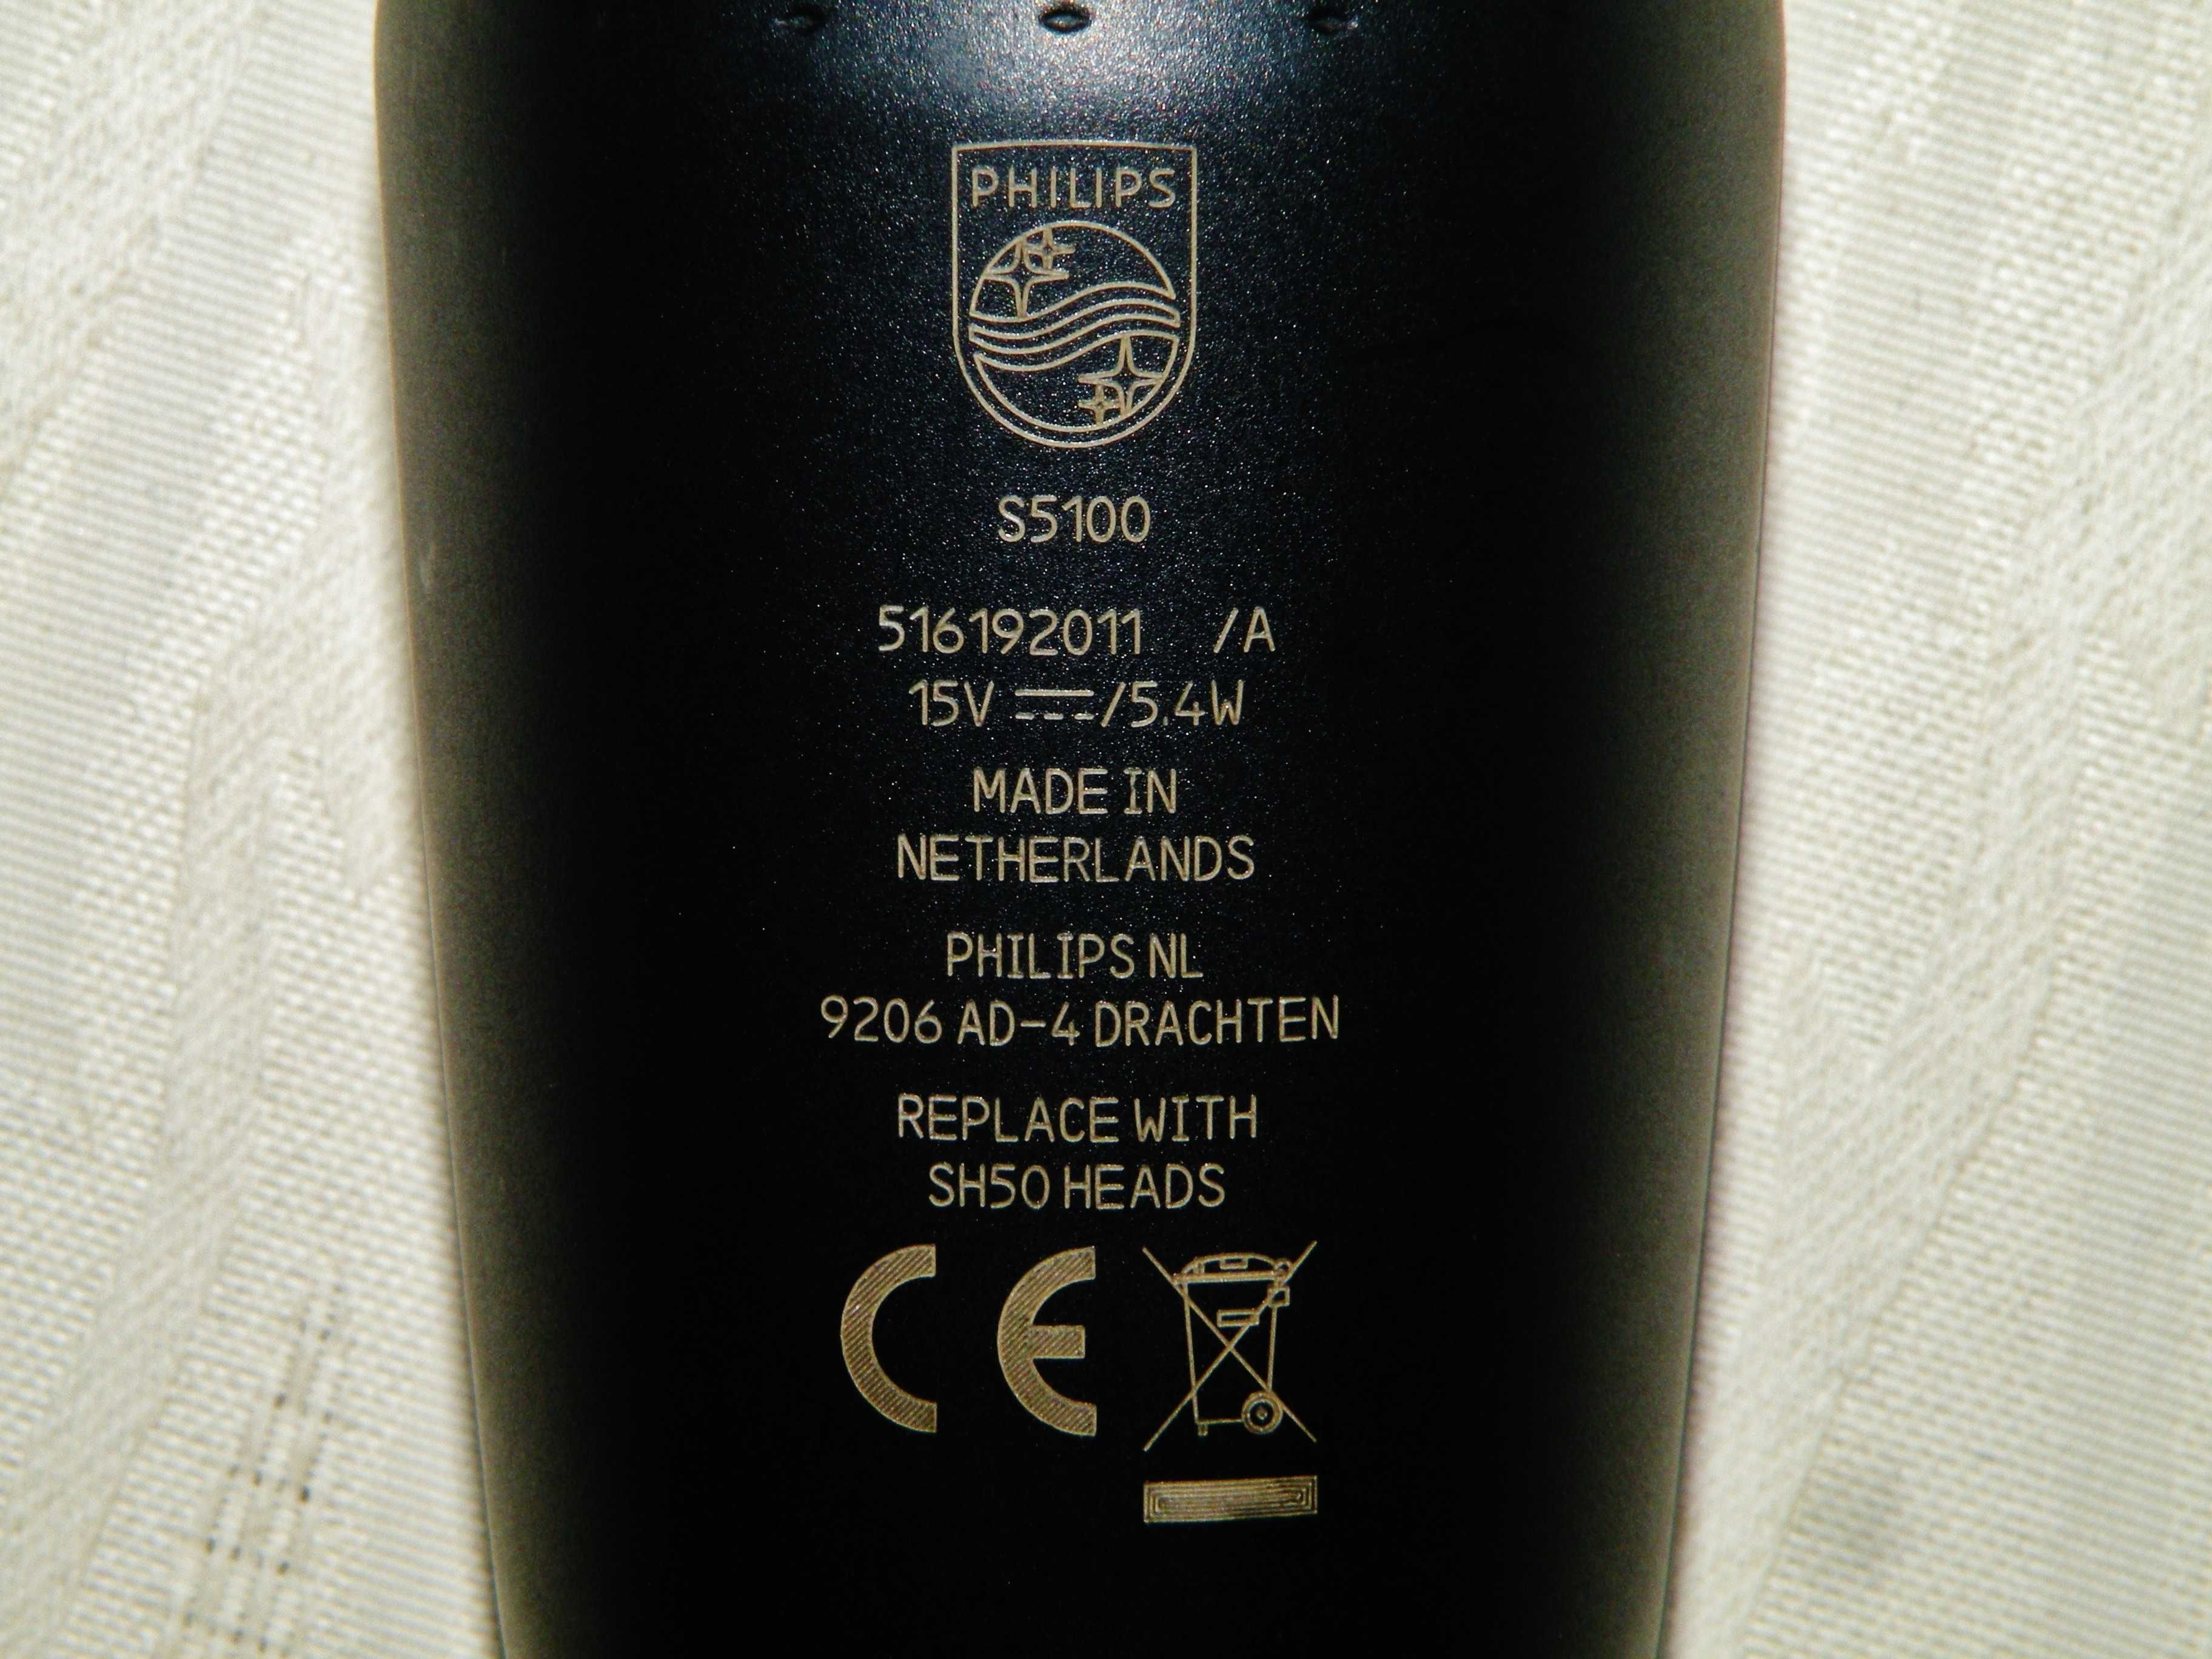 PHILIPS
S5100
516192011 /A
15V ⎓/5.4W
MADE IN
NETHERLANDS
PHILIPS NL
9206 AD-4 DRACHTEN
REPLACE WITH
SH50 HEADS
CE